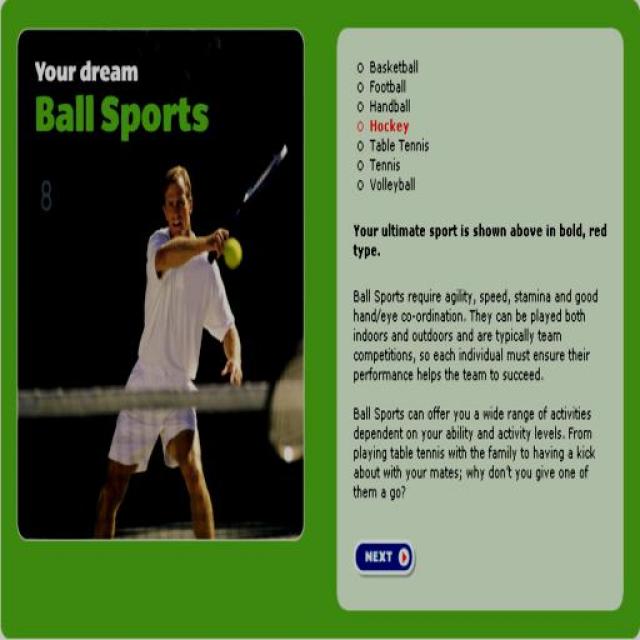 Your dream
Ball Sports
8
Basketball
Football
Handball
Hockey
Table Tennis
Tennis
Volleyball
Your ultimate sport is shown above in bold, red
type.
Ball Sports require agility, speed, stamina and good
hand/eye co-ordination. They can be played both
indoors and outdoors and are typically team
competitions, so each individual must ensure their
performance helps the team to succeed.
Ball Sports can offer you a wide range of activities
dependent on your ability and activity levels. From
playing table tennis with the family to having a kick
about with your mates; why don't you give one of
them a go?
NEXT